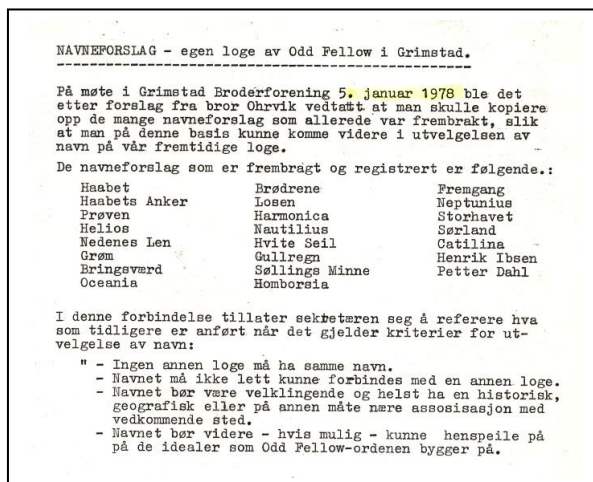 NAVNEFORSLAG - egen loge av Odd Fellow i Grimstad.
På møte i Grimstad Broderforening 5. januar 1978 ble det
etter forslag fra bror Ohrvik vedtatt at man skulle kopiere
opp de mange navneforslag som allerede var frembrakt, slik
at man på denne basis kunne komme videre i utvelgelsen av
navn på vår fremtidige loge.
De navneforslag som er frembragt og registrert er følgende.:
Haabet Brødrene Fremgang
Haabets Anker Losen Neptunius
Prøven Harmonica Storhavet
Helios Nautilius Sørland
Nedenes Len Hvite Seil Catilina
Grøm Gullregn Henrik Ibsen
Bringsværd Søllings Minne Petter Dahl
Oceania Homborsia
I denne forbindelse tillater sekretæren seg å referere hva
som tidligere er anført når det gjelder kriterier for ut-
velgelse av navn:
" - Ingen annen loge må ha samme navn.
- Navnet må ikke lett kunne forbindes med en annen loge.
- Navnet bør være velklingende og helst ha en historisk,
geografisk eller på annen måte nære assosisasjon med
vedkommende sted.
- Navnet bør videre - hvis mulig - kunne henspeile på
på de idealer som Odd Fellow-ordenen bygger på.